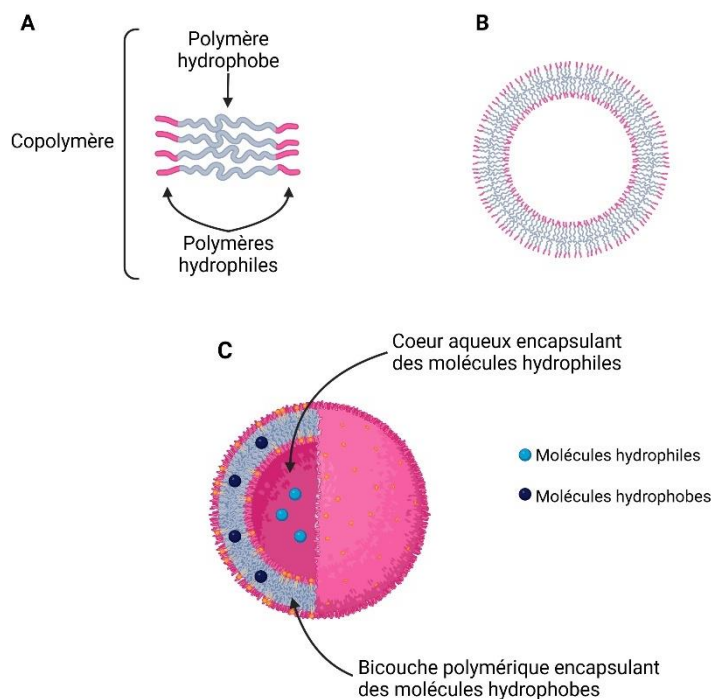 A
Polymère
hydrophobe
Copolymère
Polymères
hydrophiles
B
C
Coeur aqueux encapsulant
des molécules hydrophiles
Molécules hydrophiles
Molécules hydrophobes
Bicouche polymérique encapsulant
des molécules hydrophobes